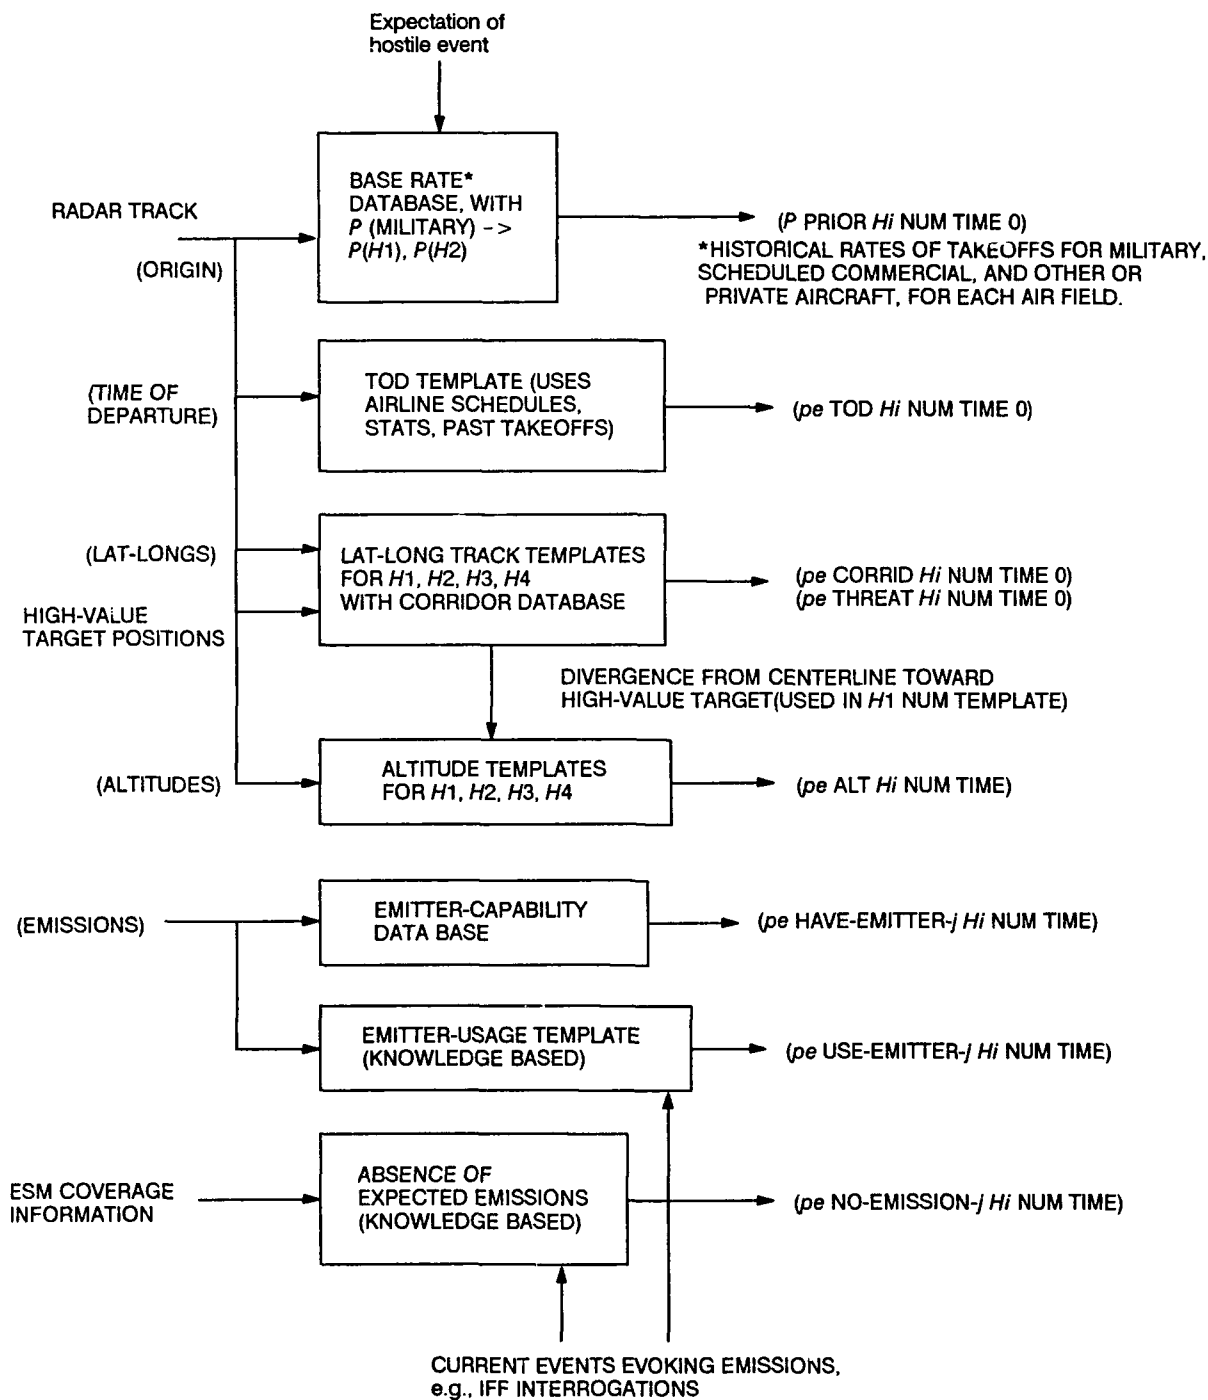 Expectation of
hostile event
RADAR TRACK
(ORIGIN)
BASE RATE*
DATABASE, WITH
P (MILITARY) ->
P(H1), P(H2)
(P PRIOR Hi NUM TIME 0)
*HISTORICAL RATES OF TAKEOFFS FOR MILITARY,
SCHEDULED COMMERCIAL, AND OTHER OR
PRIVATE AIRCRAFT, FOR EACH AIR FIELD.
(TIME OF
DEPARTURE)
TOD TEMPLATE (USES
AIRLINE SCHEDULES,
STATS, PAST TAKEOFFS)
(pe TOD Hi NUM TIME 0)
(LAT-LONGS)
HIGH-VALUE
TARGET POSITIONS
LAT-LONG TRACK TEMPLATES
FOR H1, H2, H3, H4
WITH CORRIDOR DATABASE
(pe CORRID Hi NUM TIME 0)
(pe THREAT Hi NUM TIME 0)
DIVERGENCE FROM CENTERLINE TOWARD
HIGH-VALUE TARGET(USED IN H1 NUM TEMPLATE)
(ALTITUDES)
ALTITUDE TEMPLATES
FOR H1, H2, H3, H4
(pe ALT Hi NUM TIME)
(EMISSIONS)
EMITTER-CAPABILITY
DATA BASE
(pe HAVE-EMITTER-j Hi NUM TIME)
EMITTER-USAGE TEMPLATE
(KNOWLEDGE BASED)
(pe USE-EMITTER-j Hi NUM TIME)
ESM COVERAGE
INFORMATION
ABSENCE OF
EXPECTED EMISSIONS
(KNOWLEDGE BASED)
(pe NO-EMISSION-j Hi NUM TIME)
CURRENT EVENTS EVOKING EMISSIONS,
e.g., IFF INTERROGATIONS